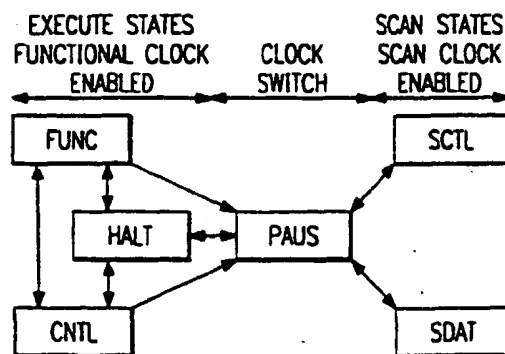 EXECUTE STATES
FUNCTIONAL CLOCK
ENABLED
CLOCK
SWITCH
SCAN STATES
SCAN CLOCK
ENABLED
FUNC
SCTL
HALT
PAUS
CNTL
SDAT